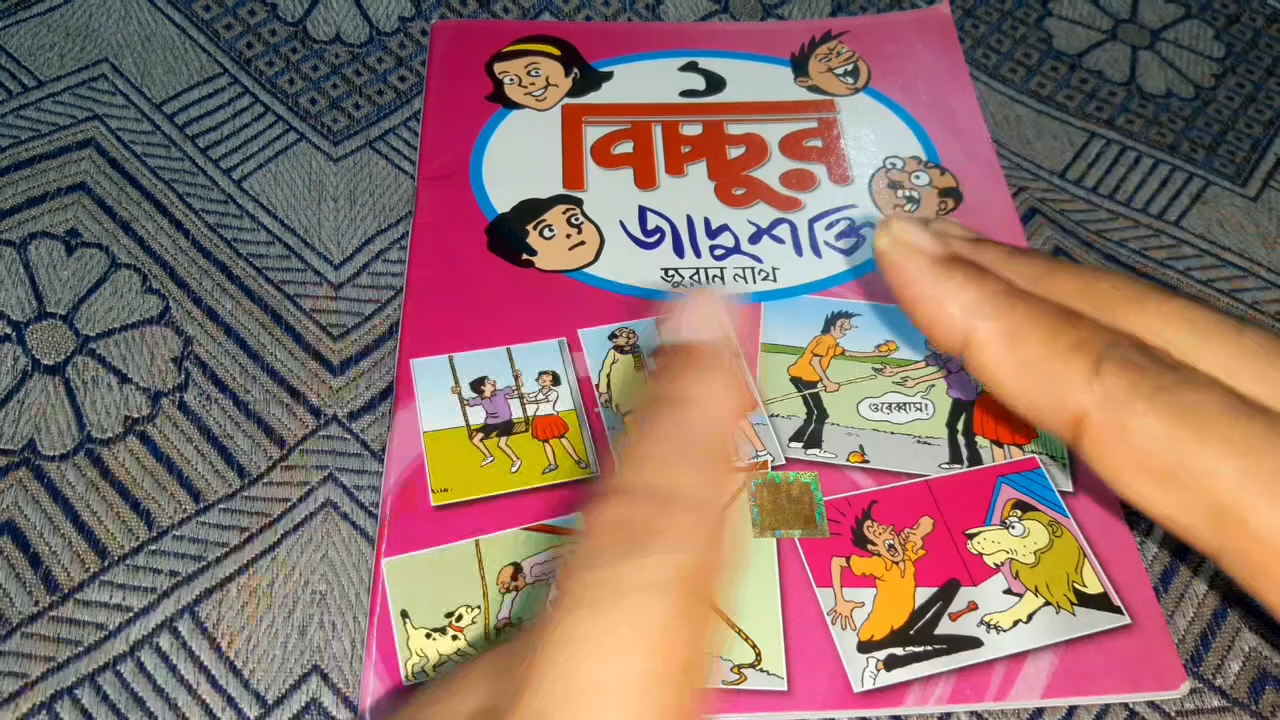 ১
বিচ্চুর
জাদুশক্তি
জুরান নাথ
ওরেব্বাস!